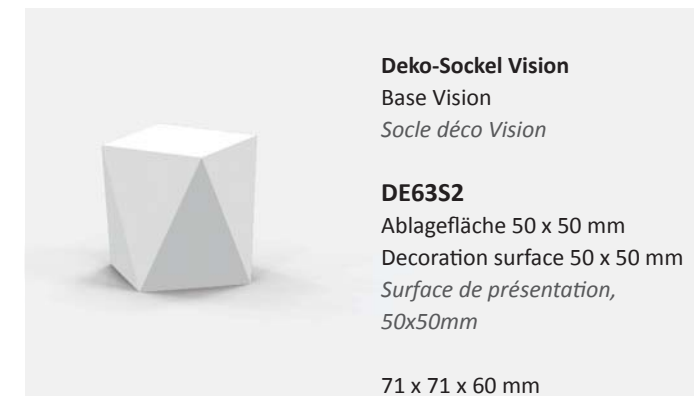 Deko-Sockel Vision
Base Vision
Socle déco Vision
DE63S2
Ablagefläche 50 x 50 mm
Decoration surface 50 x 50 mm
Surface de présentation,
50x50mm
71 x 71 x 60 mm